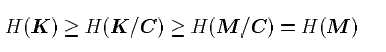 H(K) ≥ H(K/C) ≥ H(M/C) = H(M)